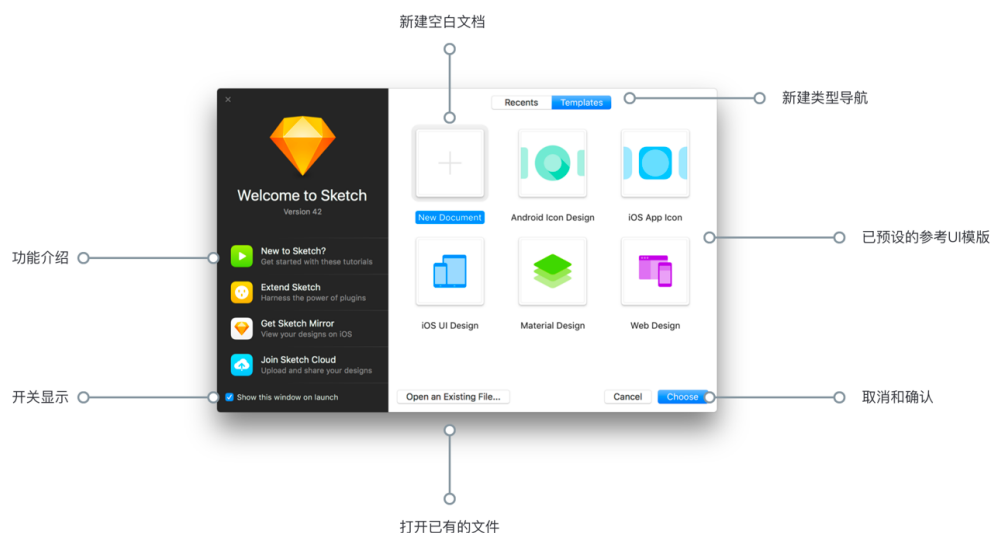 新建空白文档
新建类型导航
Recents
Templates
Welcome to Sketch
Version 42
New Document
Android Icon Design
iOS App Icon
功能介绍
已预设的参考UI模版
New to Sketch?
Get started with these tutorials
Extend Sketch
Harness the power of plugins
Get Sketch Mirror
View your designs on iOS
Join Sketch Cloud
Upload and share your designs
iOS UI Design
Material Design
Web Design
开关显示
Show this window on launch
Open an Existing File...
Cancel
Choose
取消和确认
打开已有的文件